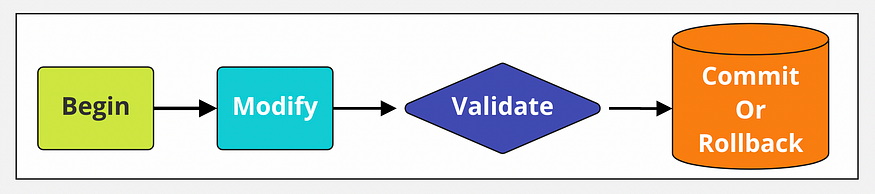 Begin
Modify
Validate
Commit
Or
Rollback